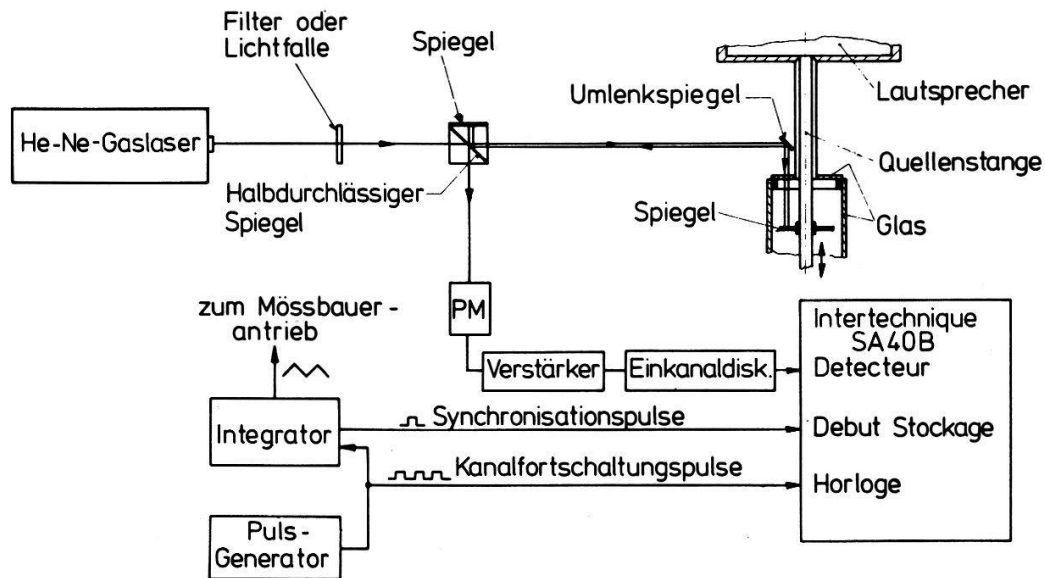 Filter oder
Lichtfalle
Spiegel
He-Ne-Gaslaser
Halbdurchlässiger
Spiegel
Umlenkspiegel
Lautsprecher
Quellenstange
Spiegel
Glas
PM
zum Mössbauer-
antrieb
Verstärker
Einkanaldisk.
Intertechnique
SA40B
Detecteur
Integrator
Synchronisationspulse
Debut Stockage
Kanalfortschaltungspulse
Horloge
Puls-
Generator